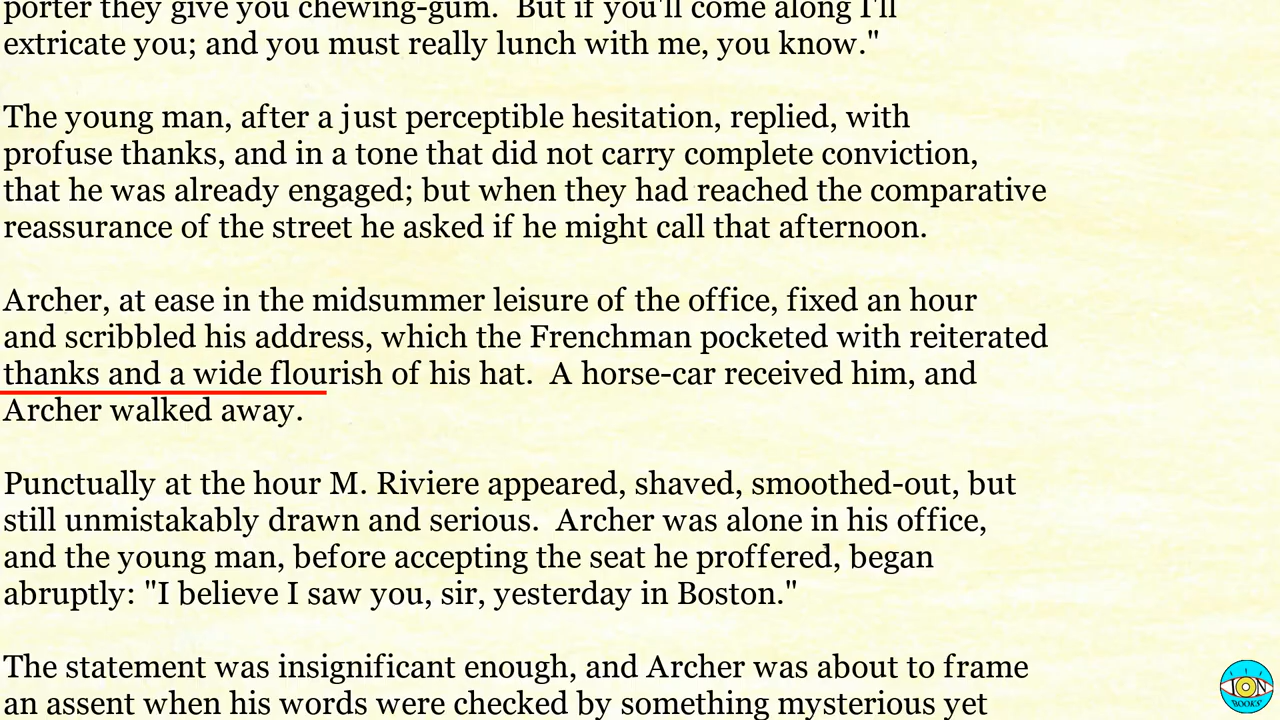 porter they give you chewing-gum.  But if you'll come along I'll
extricate you; and you must really lunch with me, you know."
The young man, after a just perceptible hesitation, replied, with
profuse thanks, and in a tone that did not carry complete conviction,
that he was already engaged; but when they had reached the comparative
reassurance of the street he asked if he might call that afternoon.
Archer, at ease in the midsummer leisure of the office, fixed an hour
and scribbled his address, which the Frenchman pocketed with reiterated
thanks and a wide flourish of his hat.  A horse-car received him, and
Archer walked away.
Punctually at the hour M. Riviere appeared, shaved, smoothed-out, but
still unmistakably drawn and serious.  Archer was alone in his office,
and the young man, before accepting the seat he proffered, began
abruptly: "I believe I saw you, sir, yesterday in Boston."
The statement was insignificant enough, and Archer was about to frame
an assent when his words were checked by something mysterious yet
ION
BOOKS